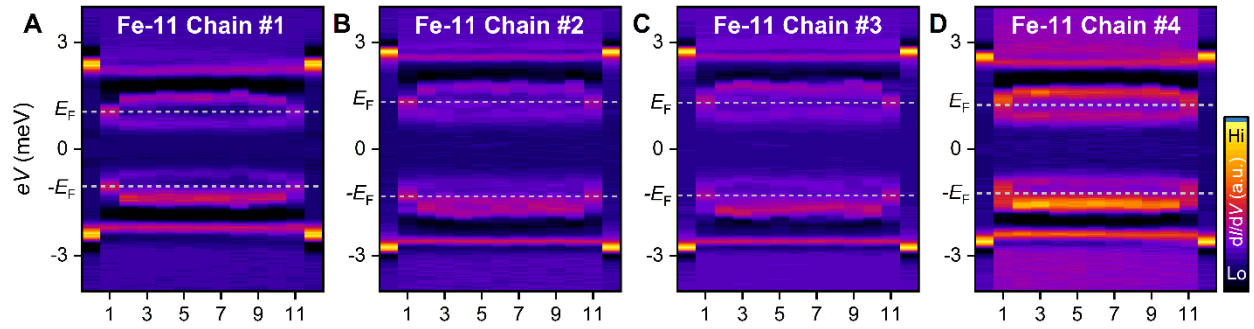 A Fe-11 Chain #1
B Fe-11 Chain #2
C Fe-11 Chain #3
D Fe-11 Chain #4
eV (meV)
3
E_F
0
-E_F
-3
1 3 5 7 9 11
3
E_F
0
-E_F
-3
1 3 5 7 9 11
3
E_F
0
-E_F
-3
1 3 5 7 9 11
3
E_F
0
-E_F
-3
1 3 5 7 9 11
Hi
dI/dV (a.u.)
Lo